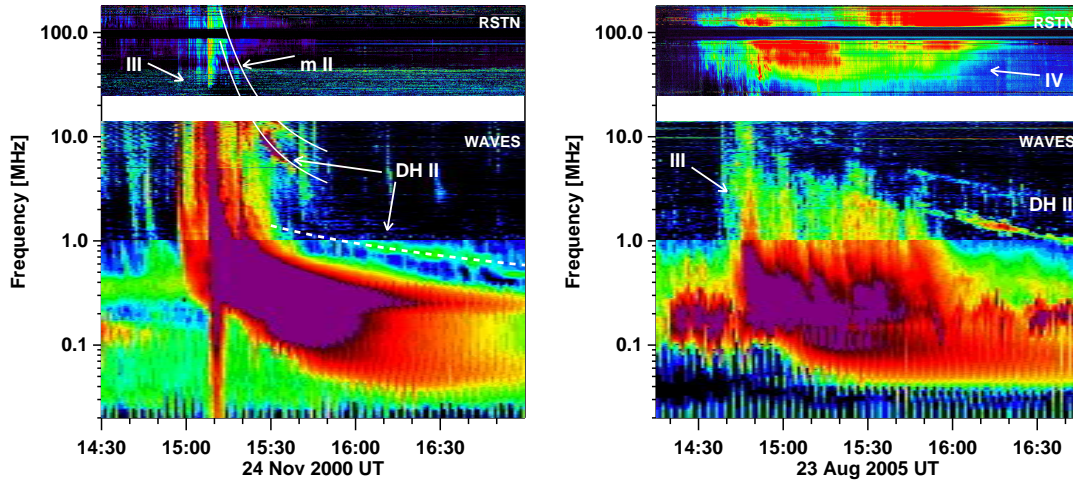 RSTN
100.0
III
m II
10.0
WAVES
DH II
Frequency [MHz]
1.0
0.1
14:30 15:00 15:30 16:00 16:30
24 Nov 2000 UT
RSTN
100.0
IV
10.0
WAVES
III
DH II
Frequency [MHz]
1.0
0.1
14:30 15:00 15:30 16:00 16:30
23 Aug 2005 UT